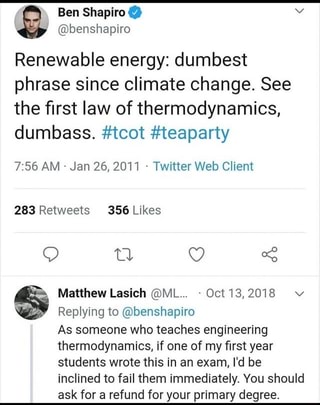 Ben Shapiro
@benshapiro
Renewable energy: dumbest
phrase since climate change. See
the first law of thermodynamics,
dumbass. #tcot #teaparty
7:56 AM · Jan 26, 2011 · Twitter Web Client
283 Retweets 356 Likes
Matthew Lasich @ML... · Oct 13, 2018
Replying to @benshapiro
As someone who teaches engineering
thermodynamics, if one of my first year
students wrote this in an exam, I'd be
inclined to fail them immediately. You should
ask for a refund for your primary degree.